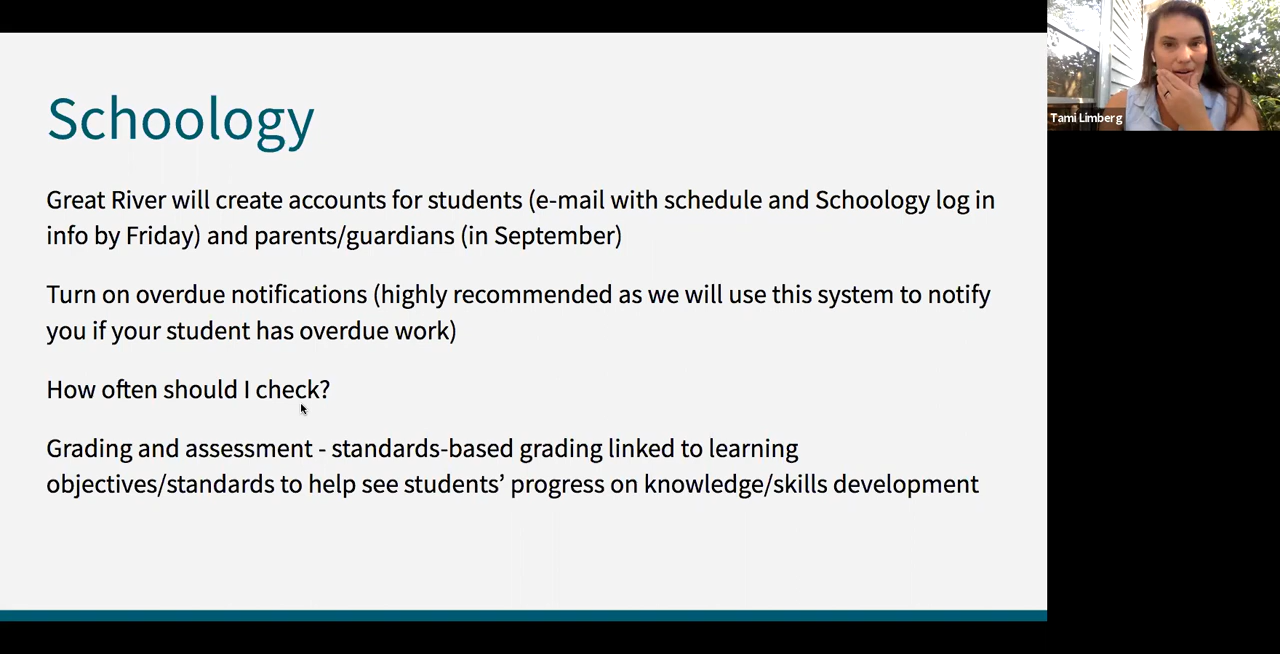 Schoology
Great River will create accounts for students (e-mail with schedule and Schoology log in
info by Friday) and parents/guardians (in September)
Turn on overdue notifications (highly recommended as we will use this system to notify
you if your student has overdue work)
How often should I check?
Grading and assessment - standards-based grading linked to learning
objectives/standards to help see students’ progress on knowledge/skills development
Tami Limberg